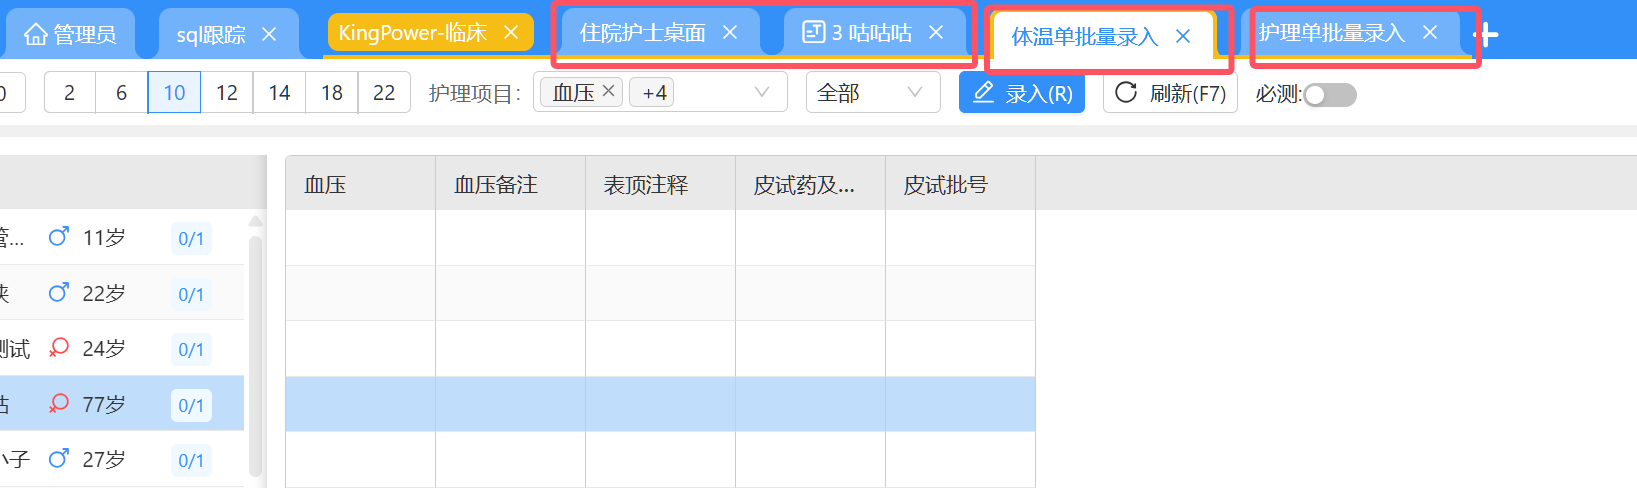 管理员 sql跟踪 × KingPower-临床 × 住院护士桌面 × 3 咕咕咕 × 体温单批量录入 × 护理单批量录入 × +
0 2 6 10 12 14 18 22 护理项目: 血压 × +4 全部 录入(R) 刷新(F7) 必测:
血压 血压备注 表顶注释 皮试药及... 皮试批号
... 11岁 0/1
22岁 0/1
测试 24岁 0/1
77岁 0/1
小子 27岁 0/1